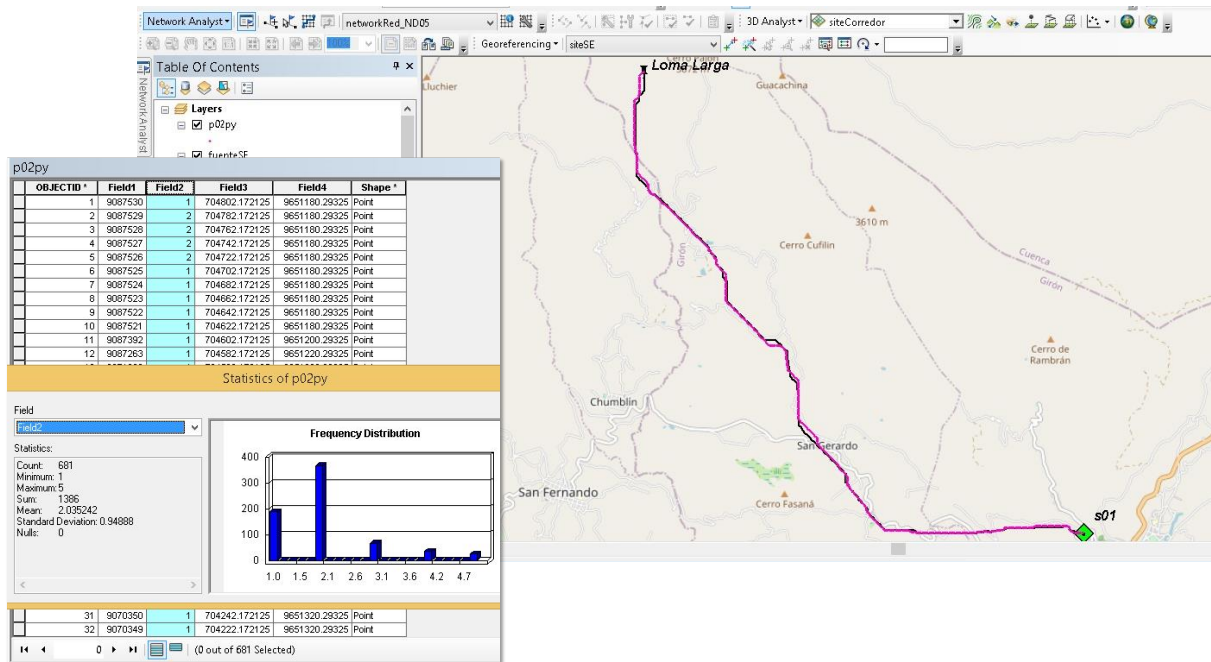 Network Analyst
networkRed_ND05
3D Analyst
siteCorredor
100%
Georeferencing
siteSE
Table Of Contents
Network Analyst
Layers
p02py
fuenteSE
p02py
OBJECTID * Field1 Field2 Field3 Field4 Shape *
1 9087530 1 704802.172125 9651180.29325 Point
2 9087529 2 704782.172125 9651180.29325 Point
3 9087528 2 704762.172125 9651180.29325 Point
4 9087527 2 704742.172125 9651180.29325 Point
5 9087526 2 704722.172125 9651180.29325 Point
6 9087525 1 704702.172125 9651180.29325 Point
7 9087524 1 704682.172125 9651180.29325 Point
8 9087523 1 704662.172125 9651180.29325 Point
9 9087522 1 704642.172125 9651180.29325 Point
10 9087521 1 704622.172125 9651180.29325 Point
11 9087392 1 704602.172125 9651200.29325 Point
12 9087263 1 704582.172125 9651220.29325 Point
Statistics of p02py
Field
Field2
Statistics:
Count: 681
Minimum: 1
Maximum: 5
Sum: 1386
Mean: 2.035242
Standard Deviation: 0.94888
Nulls: 0
Frequency Distribution
400
300
200
100
0
1.0 1.5 2.1 2.6 3.1 3.6 4.2 4.7
31 9070350 1 704242.172125 9651320.29325 Point
32 9070349 1 704222.172125 9651320.29325 Point
0
(0 out of 681 Selected)
Loma Larga
Lluchier
Guacachina
3610 m
Cerro Cufilin
Girón
Cuenca
Girón
Cerro de
Rambrán
Chumblin
San Gerardo
San Fernando
Cerro Fasaná
s01